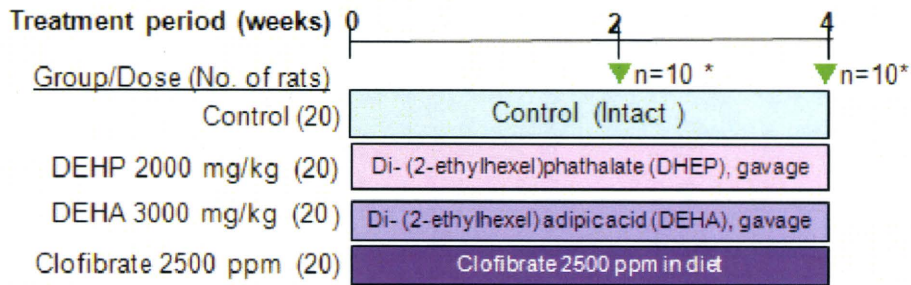 Treatment period (weeks) 0 2 4
Group/Dose (No. of rats) n=10 * n=10*
Control (20) Control (Intact )
DEHP 2000 mg/kg (20) Di- (2-ethylhexel)phathalate (DHEP), gavage
DEHA 3000 mg/kg (20) Di- (2-ethylhexel) adipic acid (DEHA), gavage
Clofibrate 2500 ppm (20) Clofibrate 2500 ppm in diet